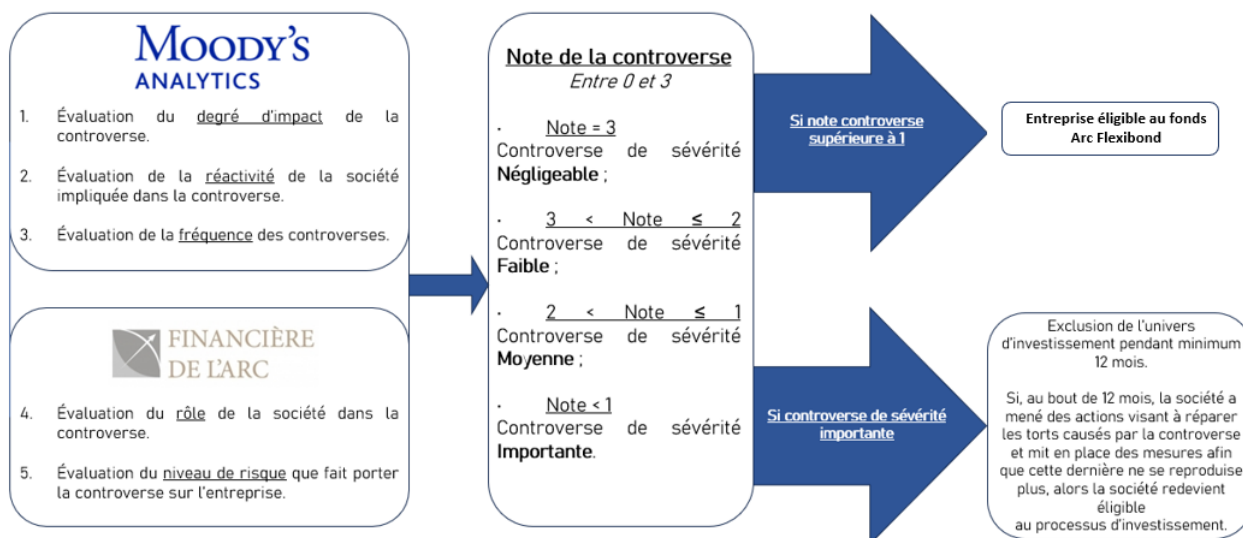 MOODY'S
ANALYTICS
1. Évaluation du degré d'impact de la
controverse.
2. Évaluation de la réactivité de la société
impliquée dans la controverse.
3. Évaluation de la fréquence des controverses.
FINANCIÈRE
DE L'ARC
4. Évaluation du rôle de la société dans la
controverse.
5. Évaluation du niveau de risque que fait porter
la controverse sur l'entreprise.
Note de la controverse
Entre 0 et 3
· Note = 3
Controverse de sévérité
Négligeable ;
· 3 < Note ≤ 2
Controverse de sévérité
Faible ;
· 2 < Note ≤ 1
Controverse de sévérité
Moyenne ;
· Note < 1
Controverse de sévérité
Importante.
Si note controverse
supérieure à 1
Entreprise éligible au fonds
Arc Flexibond
Si controverse de sévérité
importante
Exclusion de l'univers
d'investissement pendant minimum
12 mois.
Si, au bout de 12 mois, la société a
mené des actions visant à réparer
les torts causés par la controverse
et mit en place des mesures afin
que cette dernière ne se reproduise
plus, alors la société redevient
éligible
au processus d'investissement.